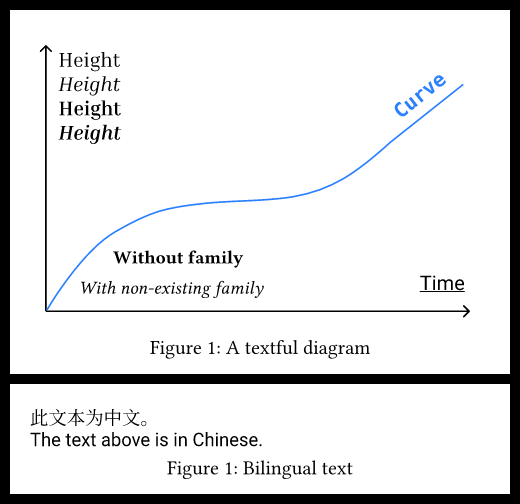 Height
Height
Height
Height
Curve
Without family
With non-existing family
Time
Figure 1: A textful diagram
此文本为中文。
The text above is in Chinese.
Figure 1: Bilingual text